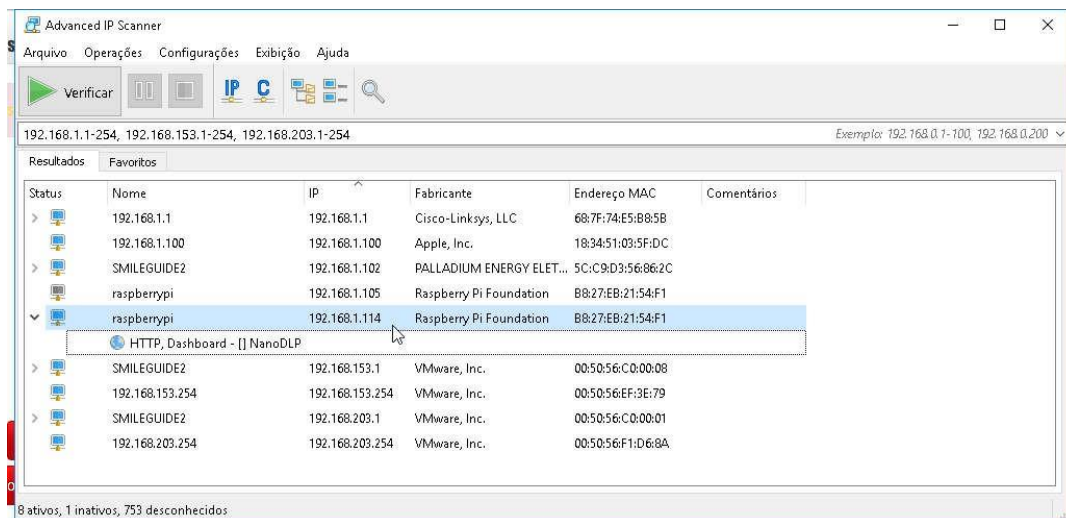 Advanced IP Scanner
Arquivo Operações Configurações Exibição Ajuda
Verificar IP C
192.168.1.1-254, 192.168.153.1-254, 192.168.203.1-254 Exemplo: 192.168.0.1-100, 192.168.0.200
Resultados Favoritos
Status Nome IP Fabricante Endereço MAC Comentários
192.168.1.1 192.168.1.1 Cisco-Linksys, LLC 68:7F:74:E5:B8:5B
192.168.1.100 192.168.1.100 Apple, Inc. 18:34:51:03:5F:DC
SMILEGUIDE2 192.168.1.102 PALLADIUM ENERGY ELET... 5C:C9:D3:56:86:2C
raspberrypi 192.168.1.105 Raspberry Pi Foundation B8:27:EB:21:54:F1
raspberrypi 192.168.1.114 Raspberry Pi Foundation B8:27:EB:21:54:F1
HTTP, Dashboard - [] NanoDLP
SMILEGUIDE2 192.168.153.1 VMware, Inc. 00:50:56:C0:00:08
192.168.153.254 192.168.153.254 VMware, Inc. 00:50:56:EF:3E:79
SMILEGUIDE2 192.168.203.1 VMware, Inc. 00:50:56:C0:00:01
192.168.203.254 192.168.203.254 VMware, Inc. 00:50:56:F1:D6:8A
8 ativos, 1 inativos, 753 desconhecidos